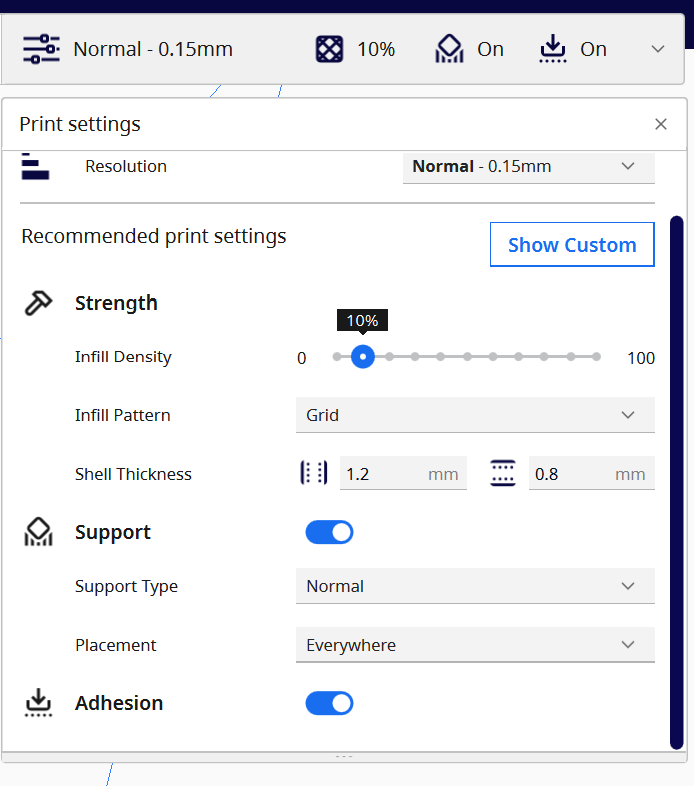 Normal - 0.15mm 10% On On
Print settings
Resolution Normal - 0.15mm
Recommended print settings Show Custom
Strength
10%
Infill Density 0 100
Infill Pattern Grid
Shell Thickness 1.2 mm 0.8 mm
Support
Support Type Normal
Placement Everywhere
Adhesion